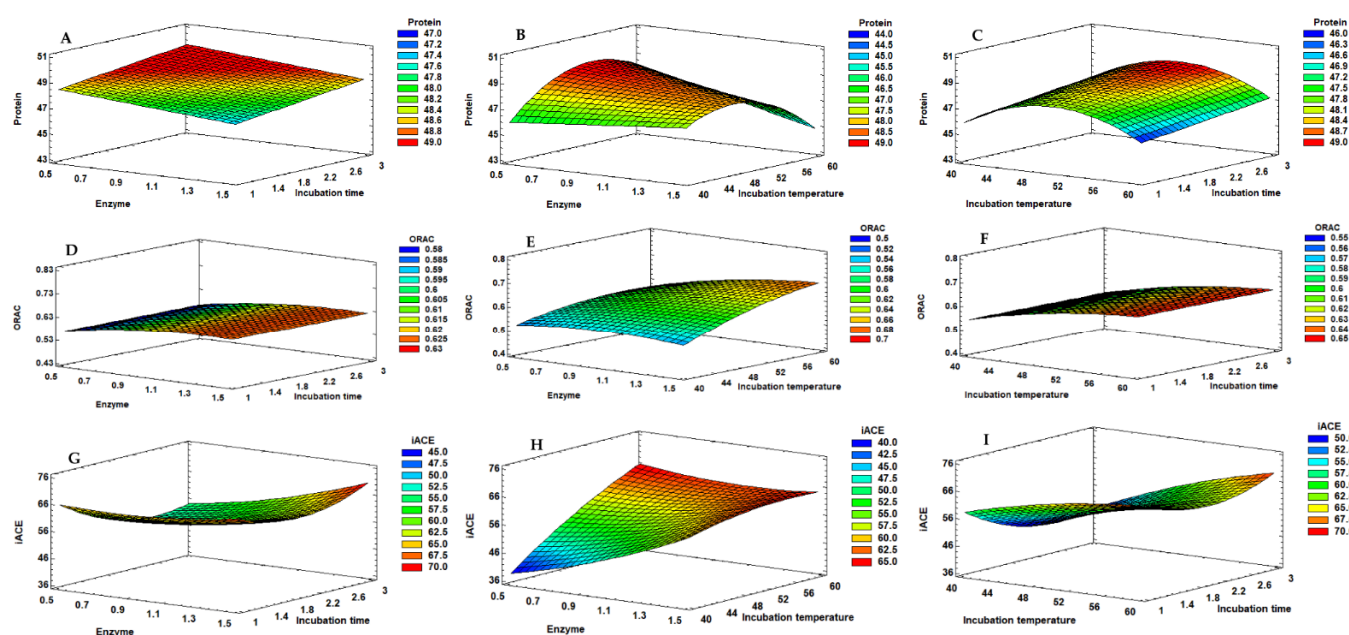 A
Protein
51
49
47
45
43
0.5 0.7 0.9 1.1 1.3 1.5
Enzyme
1 1.4 1.8 2.2 2.6 3
Incubation time
Protein
47.0
47.2
47.4
47.6
47.8
48.0
48.2
48.4
48.6
48.8
49.0
B
Protein
51
49
47
45
43
0.5 0.7 0.9 1.1 1.3 1.5
Enzyme
40 44 48 52 56 60
Incubation temperature
Protein
44.0
44.5
45.0
45.5
46.0
46.5
47.0
47.5
48.0
48.5
49.0
C
Protein
51
49
47
45
43
40 44 48 52 56 60
Incubation temperature
1 1.4 1.8 2.2 2.6 3
Incubation time
Protein
46.0
46.3
46.6
46.9
47.2
47.5
47.8
48.1
48.4
48.7
49.0
D
ORAC
0.83
0.73
0.63
0.53
0.43
0.5 0.7 0.9 1.1 1.3 1.5
Enzyme
1 1.4 1.8 2.2 2.6 3
Incubation time
ORAC
0.58
0.585
0.59
0.595
0.6
0.605
0.61
0.615
0.62
0.625
0.63
E
ORAC
0.8
0.7
0.6
0.5
0.4
0.5 0.7 0.9 1.1 1.3 1.5
Enzyme
40 44 48 52 56 60
Incubation temperature
ORAC
0.5
0.52
0.54
0.56
0.58
0.6
0.62
0.64
0.66
0.68
0.7
F
ORAC
0.8
0.7
0.6
0.5
0.4
40 44 48 52 56 60
Incubation temperature
1 1.4 1.8 2.2 2.6 3
Incubation time
ORAC
0.55
0.56
0.57
0.58
0.59
0.6
0.61
0.62
0.63
0.64
0.65
G
iACE
76
66
56
46
36
0.5 0.7 0.9 1.1 1.3 1.5
Enzyme
1 1.4 1.8 2.2 2.6 3
Incubation time
iACE
45.0
47.5
50.0
52.5
55.0
57.5
60.0
62.5
65.0
67.5
70.0
H
iACE
76
66
56
46
36
0.5 0.7 0.9 1.1 1.3 1.5
Enzyme
40 44 48 52 56 60
Incubation temperature
iACE
40.0
42.5
45.0
47.5
50.0
52.5
55.0
57.5
60.0
62.5
65.0
I
iACE
76
66
56
46
36
40 44 48 52 56 60
Incubation temperature
1 1.4 1.8 2.2 2.6 3
Incubation time
iACE
50.
52.
55.
57.
60.
62.
65.
67.
70.